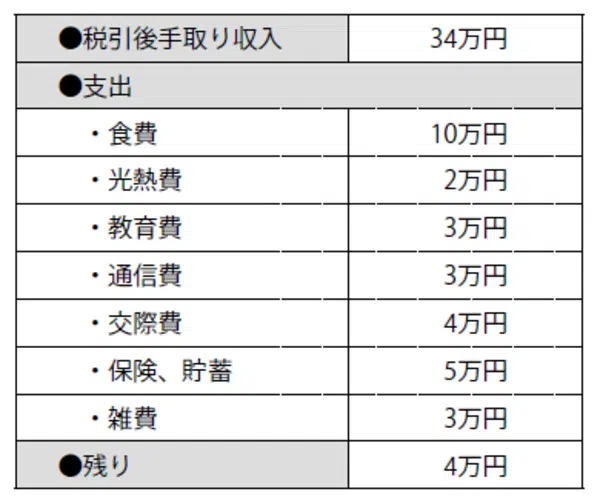 ●税引後手取り収入 34万円
●支出
・食費 10万円
・光熱費 2万円
・教育費 3万円
・通信費 3万円
・交際費 4万円
・保険、貯蓄 5万円
・雑費 3万円
●残り 4万円